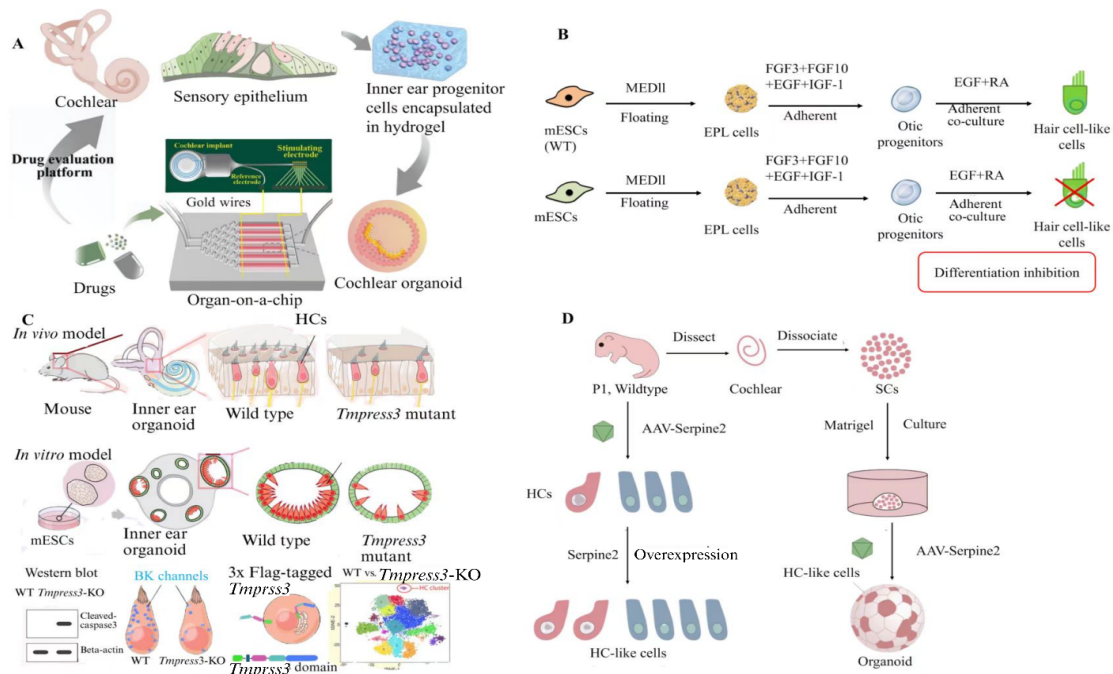 A
Cochlear
Sensory epithelium
Inner ear progenitor
cells encapsulated
in hydrogel
Drug evaluation
platform
Cochlear implant
Stimulating
electrode
Reference
electrode
Gold wires
Drugs
Organ-on-a-chip
Cochlear organoid
B
mESCs
(WT)
MEDII
Floating
EPL cells
FGF3+FGF10
+EGF+IGF-1
Adherent
Otic
progenitors
EGF+RA
Adherent
co-culture
Hair cell-like
cells
mESCs
MEDII
Floating
EPL cells
FGF3+FGF10
+EGF+IGF-1
Adherent
Otic
progenitors
EGF+RA
Adherent
co-culture
Hair cell-like
cells
Differentiation inhibition
C
In vivo model
HCs
Mouse
Inner ear
organoid
Wild type
Tmpress3 mutant
In vitro model
mESCs
Inner ear
organoid
Wild type
Tmpress3
mutant
Western blot
WT Tmpress3-KO
Cleaved-
caspase3
Beta-actin
BK channels
WT
Tmpress3-KO
3x Flag-tagged
Tmprss3
Tmprss3 domain
WT vs. Tmpress3-KO
HC cluster
D
P1, Wildtype
Dissect
Cochlear
Dissociate
SCs
AAV-Serpine2
Matrigel
Culture
HCs
Serpine2
Overexpression
HC-like cells
AAV-Serpine2
HC-like cells
Organoid